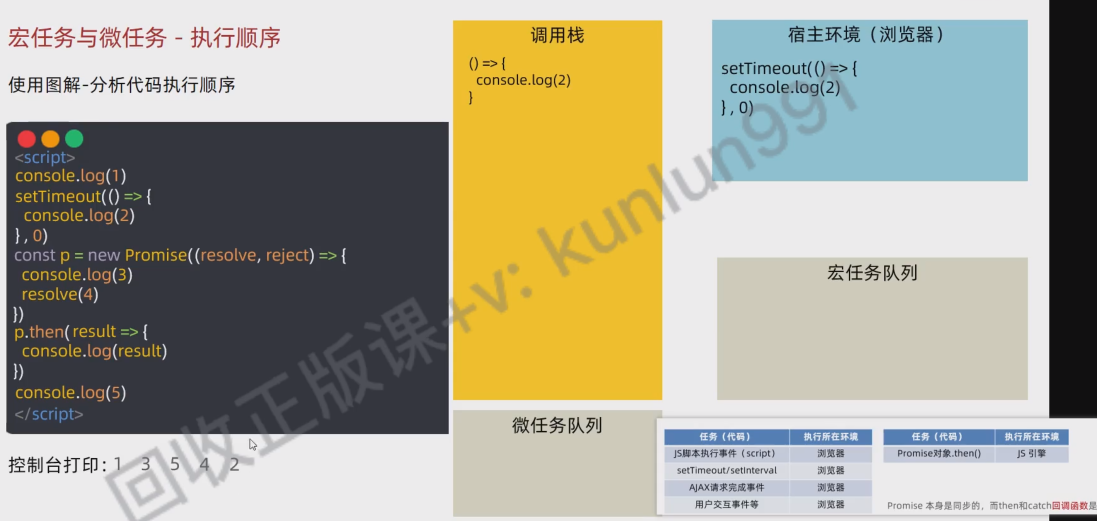 宏任务与微任务 - 执行顺序
使用图解-分析代码执行顺序
<script>
console.log(1)
setTimeout(() => {
console.log(2)
} , 0)
const p = new Promise((resolve, reject) => {
console.log(3)
resolve(4)
})
p.then( result => {
console.log(result)
})
console.log(5)
</script>
控制台打印: 1 3 5 4 2
调用栈
() => {
console.log(2)
}
宿主环境（浏览器）
setTimeout(() => {
console.log(2)
} , 0)
宏任务队列
微任务队列
任务（代码） 执行所在环境
JS脚本执行事件（script） 浏览器
setTimeout/setInterval 浏览器
AJAX请求完成事件 浏览器
用户交互事件等 浏览器
任务（代码） 执行所在环境
Promise对象.then() JS 引擎
Promise 本身是同步的，而then和catch回调函数是
回收正版课+v: kunlun991